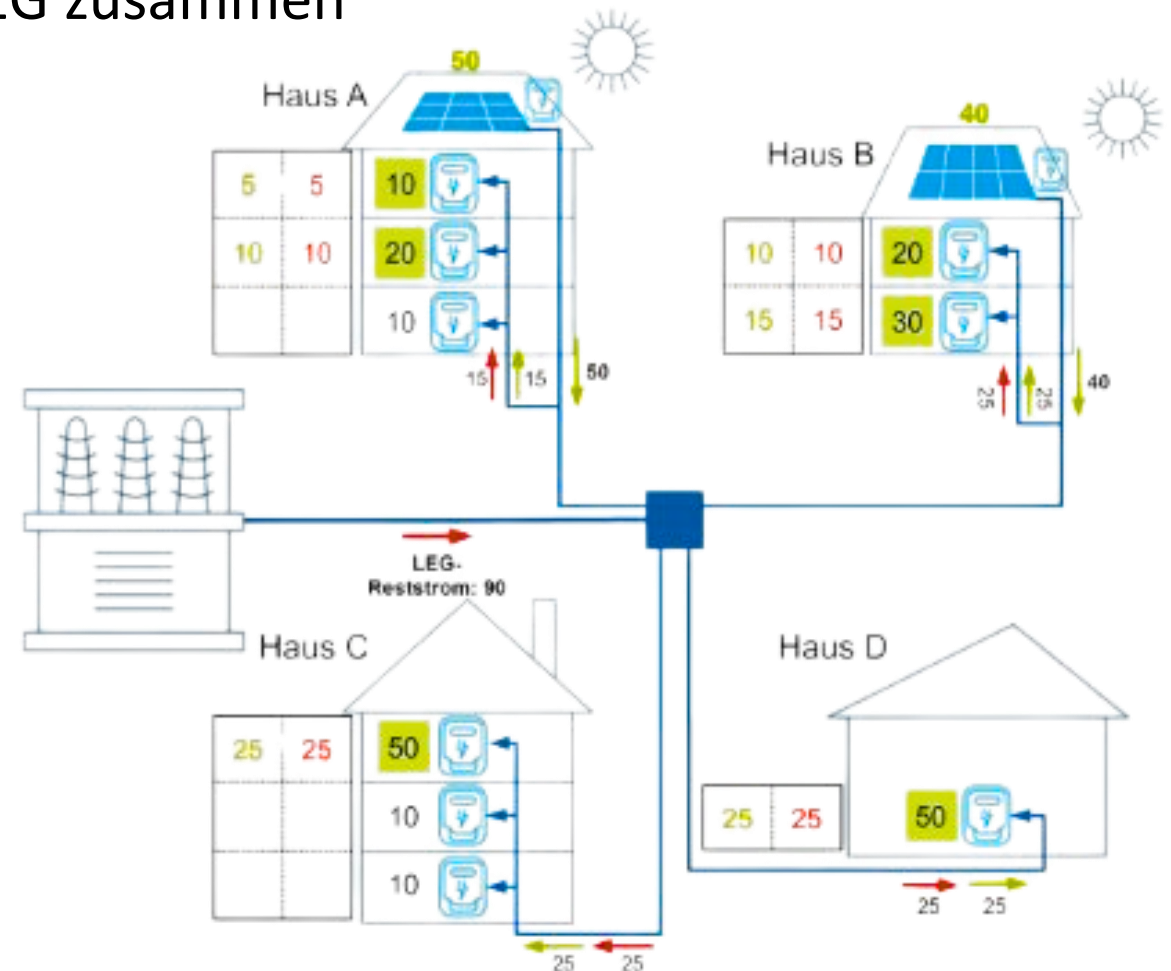 EG zusammen
50
Haus A
40
Haus B
5 5 10
10 10 20
10
10 10 20
15 15 30
15 15 50
25 25 40
LEG-
Reststrom: 90
Haus C
Haus D
25 25 50
10
10
25 25 50
25 25
25 25